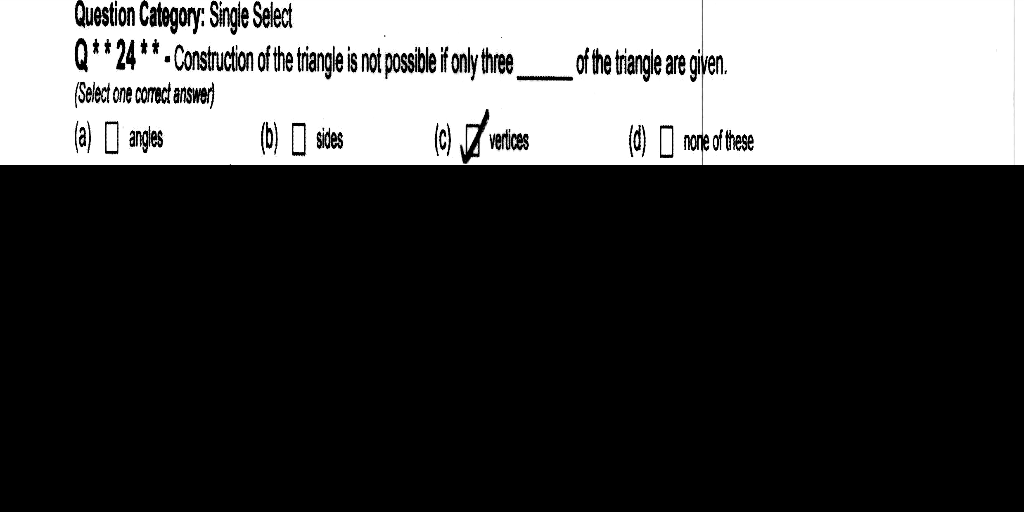 Question Category: Single Select
Q**24** - Construction of the triangle is not possible if only three ______ of the triangle are given.
(Select one correct answer)
(a) ☐ angles (b) ☐ sides (c) ☑ vertices (d) ☐ none of these